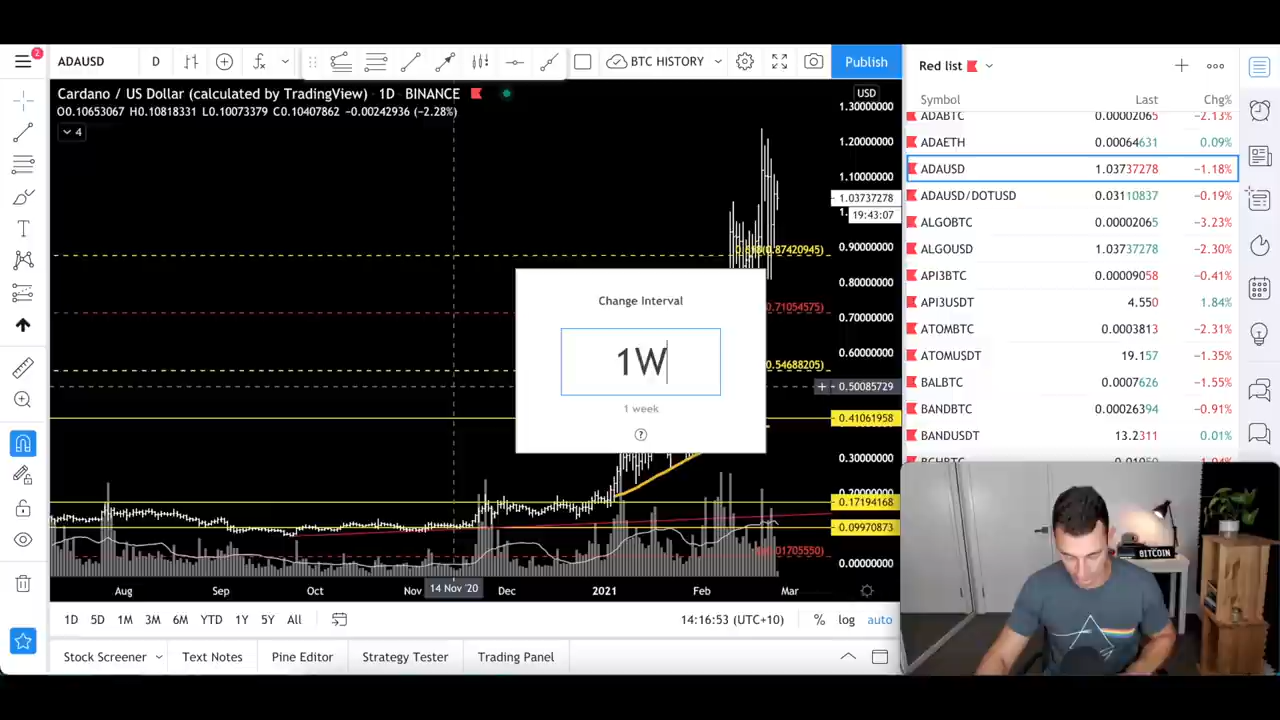 2
ADAUSD
D
BTC HISTORY
Publish
Red list
Cardano / US Dollar (calculated by TradingView) 1D BINANCE
USD
O0.10653067 H0.10818331 L0.10073379 C0.10407862 −0.00242936 (−2.28%)
4
Symbol Last Chg%
ADABTC 0.00002065 −2.13%
ADAETH 0.00064631 0.09%
ADAUSD 1.03737278 −1.18%
ADAUSD/DOTUSD 0.03110837 −0.19%
ALGOBTC 0.00002065 −3.23%
ALGOUSD 1.03737278 −2.30%
API3BTC 0.00009058 −0.41%
API3USDT 4.550 1.84%
ATOMBTC 0.0003813 −2.31%
ATOMUSDT 19.157 −1.35%
BALBTC 0.0007626 −1.55%
BANDBTC 0.00026394 −0.91%
BANDUSDT 13.2311 0.01%
1.30000000
1.20000000
1.10000000
1.03737278
19:43:07
0.90000000
0.80000000
0.70000000
0.60000000
0.50085729
0.41061958
0.30000000
0.17194168
0.09970873
0.00000000
(0.87420945)
0.71054575)
0.54688205)
01705550)
Change Interval
1W
1 week
?
Aug Sep Oct Nov 14 Nov '20 Dec 2021 Feb Mar
1D 5D 1M 3M 6M YTD 1Y 5Y All
14:16:53 (UTC+10) % log auto
Stock Screener Text Notes Pine Editor Strategy Tester Trading Panel
BITCOIN